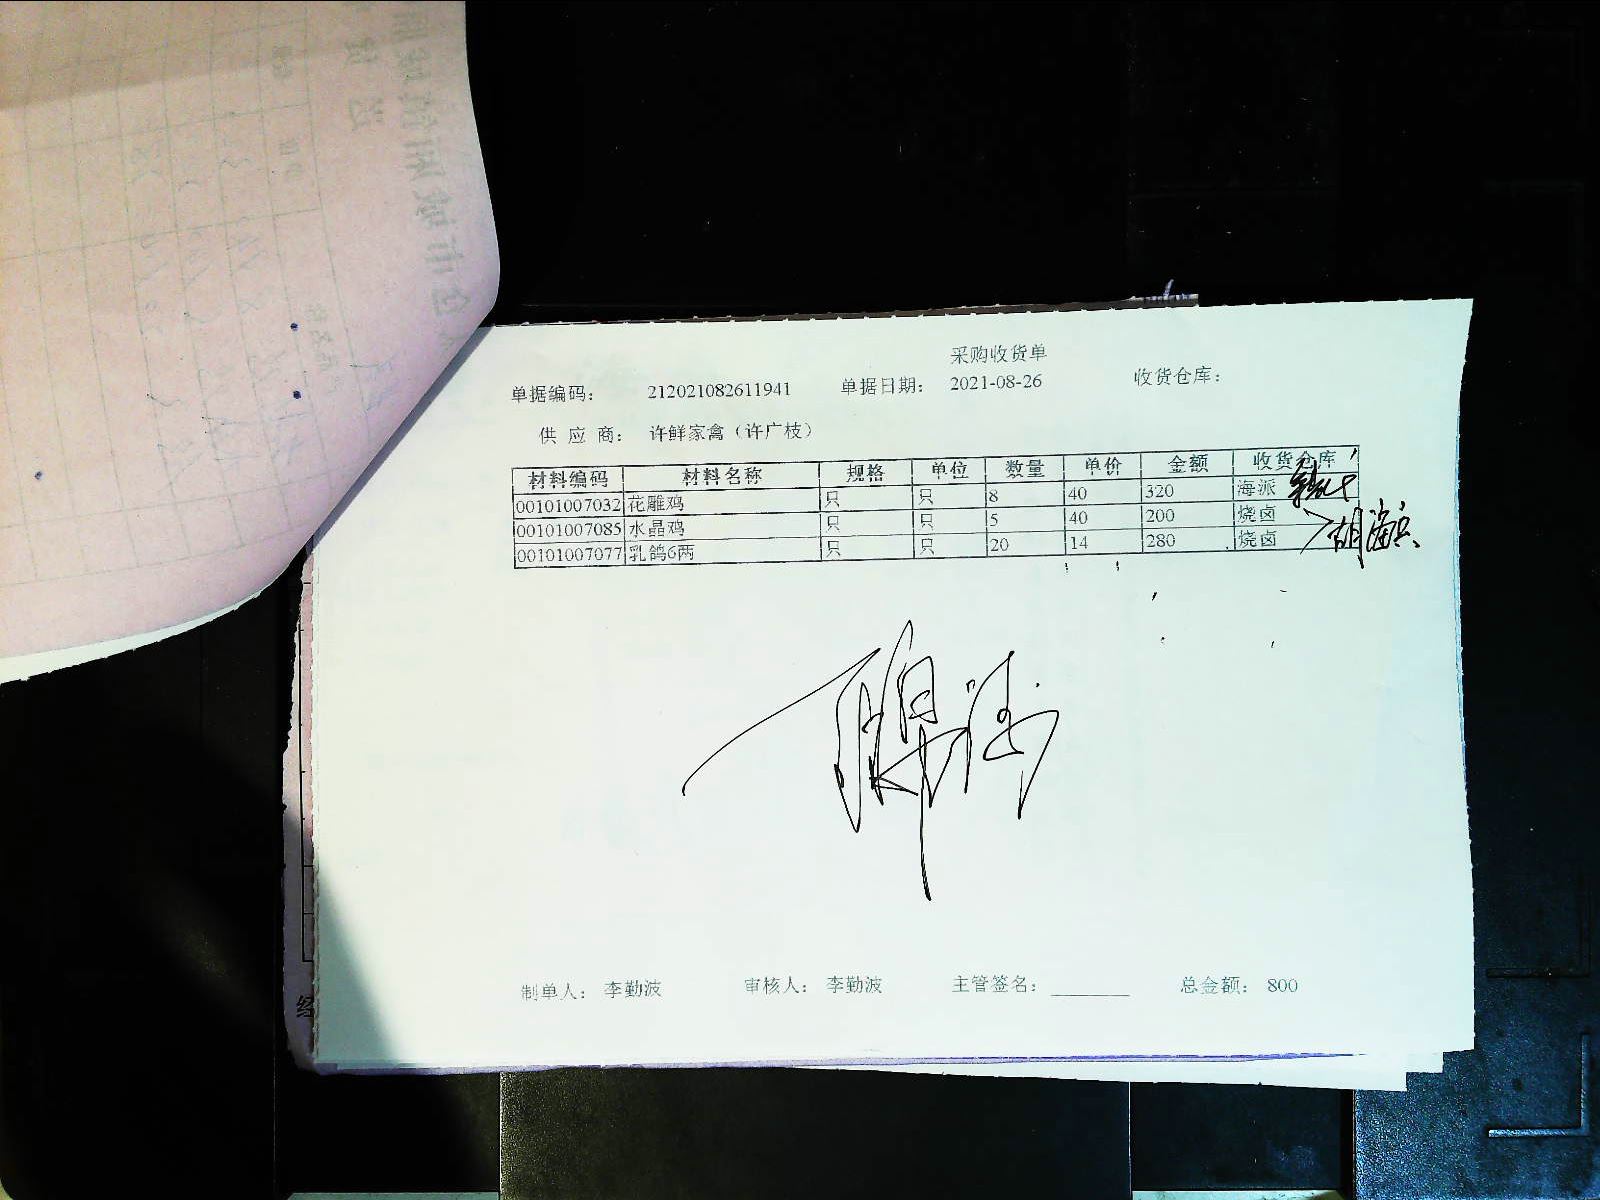 采购收货单
单据编码： 212021082611941 单据日期： 2021-08-26 收货仓库：
供 应 商： 许鲜家禽（许广枝）
材料编码 材料名称 规格 单位 数量 单价 金额 收货仓库
00101007032 花雕鸡 只 只 8 40 320 海派
00101007085 水晶鸡 只 只 5 40 200 烧卤
00101007077 乳鸽6两 只 只 20 14 280 烧卤
胡海兵
制单人： 李勤波 审核人： 李勤波 主管签名： 总金额： 800